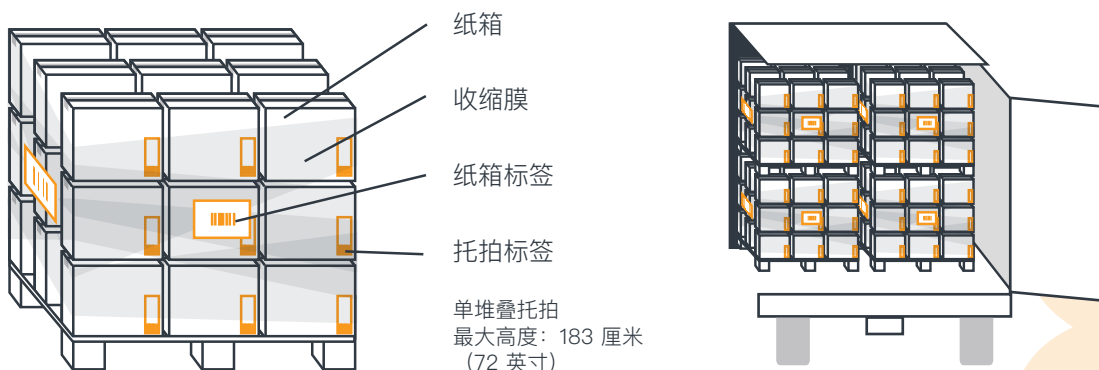 纸箱
收缩膜
纸箱标签
托拍标签
单堆叠托拍
最大高度：183 厘米
（72 英寸）